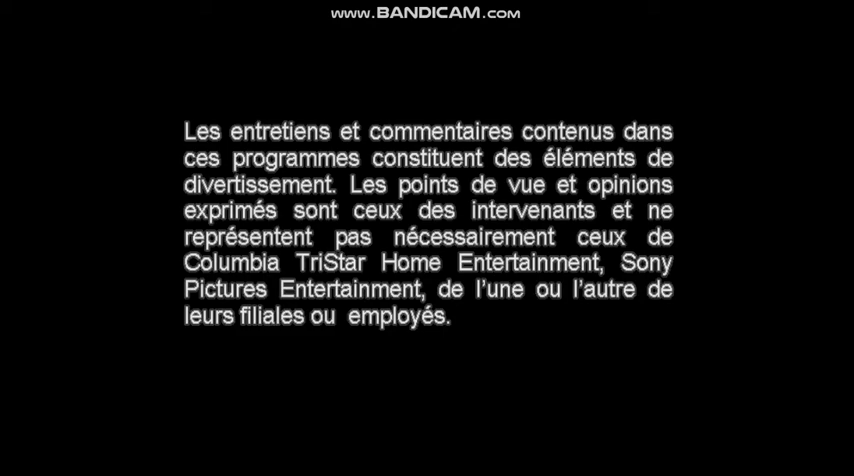 www.BANDICAM.com
Les entretiens et commentaires contenus dans
ces programmes constituent des éléments de
divertissement. Les points de vue et opinions
exprimés sont ceux des intervenants et ne
représentent pas nécessairement ceux de
Columbia TriStar Home Entertainment, Sony
Pictures Entertainment, de l'une ou l'autre de
leurs filiales ou employés.